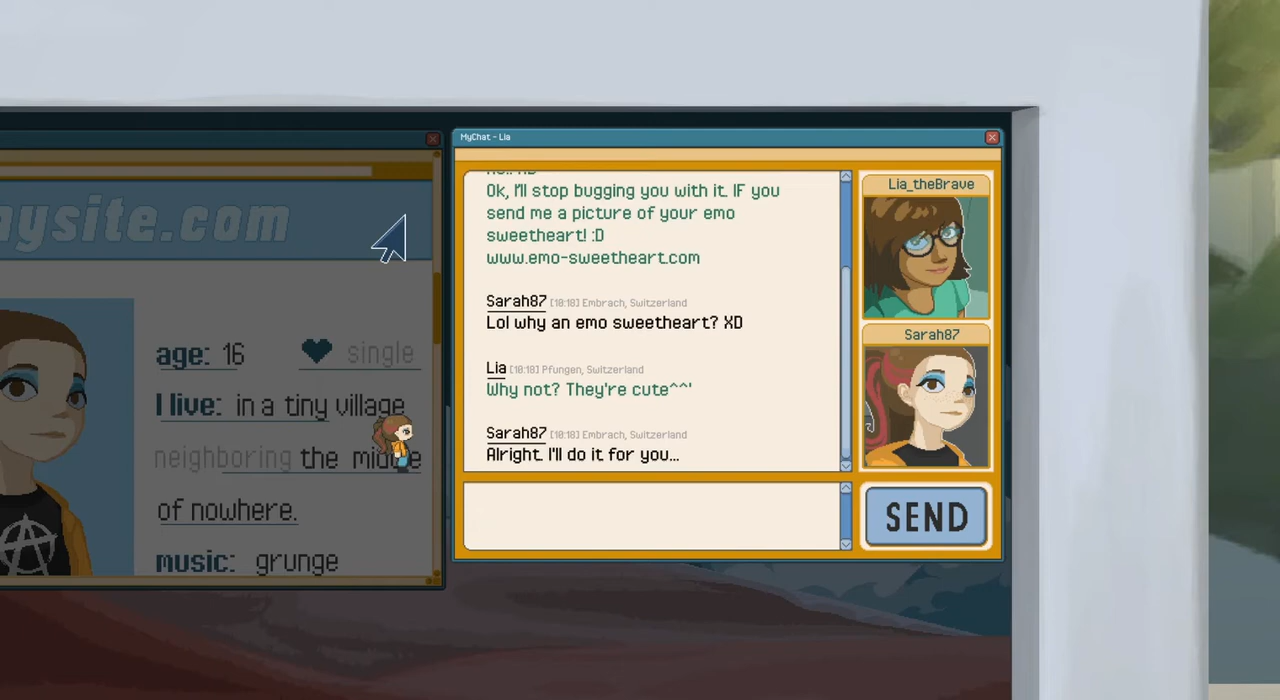 aysite.com
age: 16 single
I live: in a tiny village
neighboring the middle
of nowhere.
music: grunge
MyChat - Lia
Ok, I'll stop bugging you with it. IF you
send me a picture of your emo
sweetheart! :D
www.emo-sweetheart.com
Sarah87 [18:18] Embrach, Switzerland
Lol why an emo sweetheart? XD
Lia [18:18] Pfungen, Switzerland
Why not? They're cute^^'
Sarah87 [18:18] Embrach, Switzerland
Alright. I'll do it for you...
Lia_theBrave
Sarah87
SEND